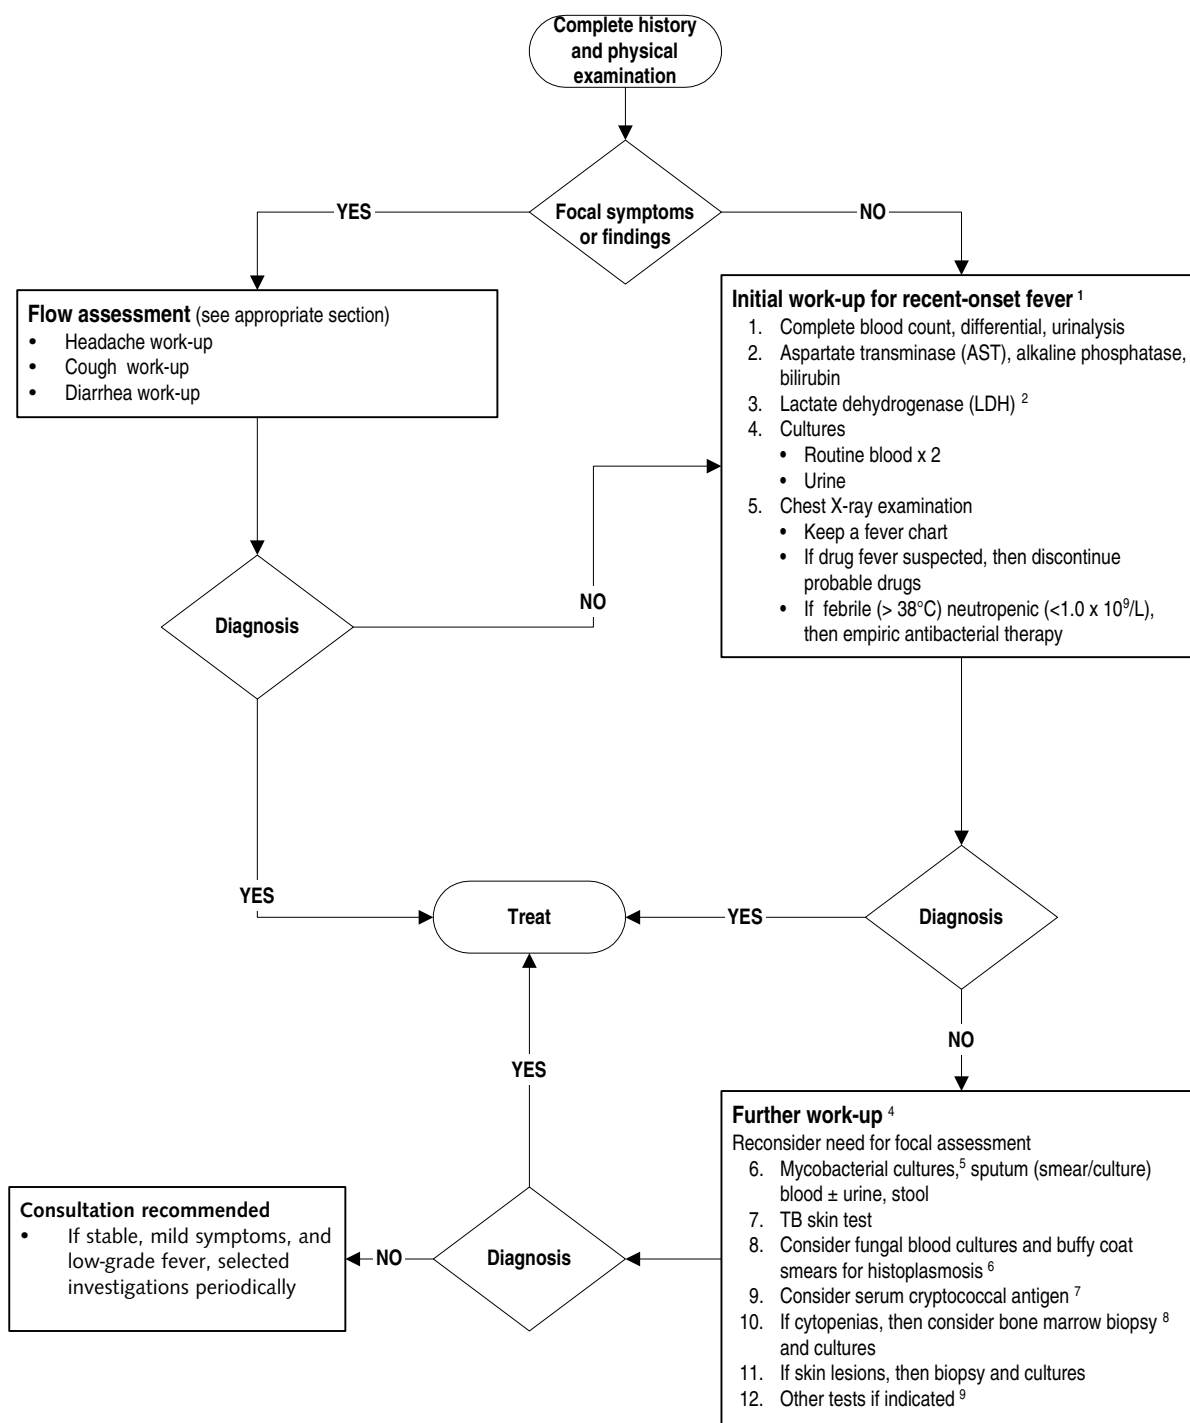 Complete history
and physical
examination
Focal symptoms
or findings
YES
NO
Flow assessment (see appropriate section)
• Headache work-up
• Cough work-up
• Diarrhea work-up
Initial work-up for recent-onset fever 1
1. Complete blood count, differential, urinalysis
2. Aspartate transminase (AST), alkaline phosphatase,
bilirubin
3. Lactate dehydrogenase (LDH) 2
4. Cultures
• Routine blood x 2
• Urine
5. Chest X-ray examination
• Keep a fever chart
• If drug fever suspected, then discontinue
probable drugs
• If febrile (> 38°C) neutropenic (<1.0 x 10⁹/L),
then empiric antibacterial therapy
Diagnosis
NO
YES
Treat
YES
Diagnosis
NO
YES
Further work-up 4
Reconsider need for focal assessment
6. Mycobacterial cultures,5 sputum (smear/culture)
blood ± urine, stool
7. TB skin test
8. Consider fungal blood cultures and buffy coat
smears for histoplasmosis 6
9. Consider serum cryptococcal antigen 7
10. If cytopenias, then consider bone marrow biopsy 8
and cultures
11. If skin lesions, then biopsy and cultures
12. Other tests if indicated 9
Diagnosis
NO
Consultation recommended
• If stable, mild symptoms, and
low-grade fever, selected
investigations periodically